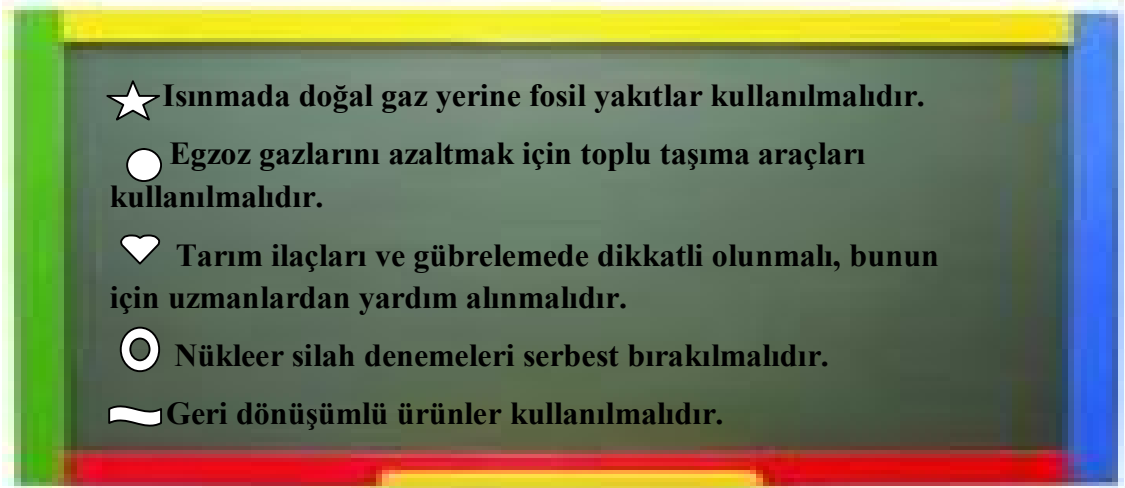 Isınmada doğal gaz yerine fosil yakıtlar kullanılmalıdır.
Egzoz gazlarını azaltmak için toplu taşıma araçları
kullanılmalıdır.
Tarım ilaçları ve gübrelemede dikkatli olunmalı, bunun
için uzmanlardan yardım alınmalıdır.
Nükleer silah denemeleri serbest bırakılmalıdır.
Geri dönüşümlü ürünler kullanılmalıdır.